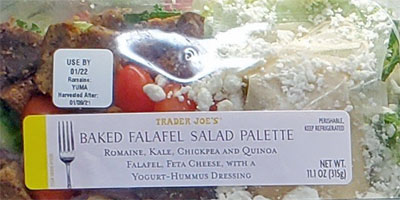 USE BY
01/22
Romaine:
YUMA
Harvested After:
01/09/21
TRADER JOE'S
BAKED FALAFEL SALAD PALETTE
ROMAINE, KALE, CHICKPEA AND QUINOA
FALAFEL, FETA CHEESE, WITH A
YOGURT-HUMMUS DRESSING
PERISHABLE,
KEEP REFRIGERATED
NET WT.
11.1 OZ (315g)